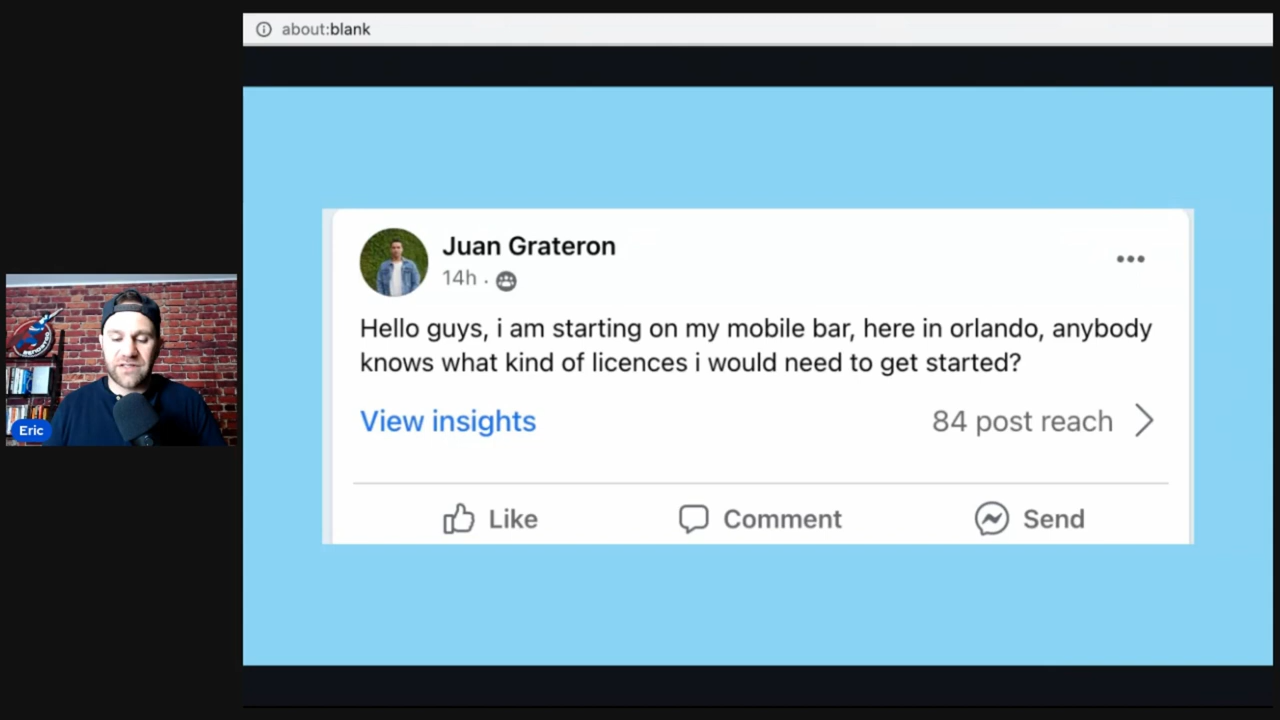 about:blank
Juan Grateron
14h ·
Hello guys, i am starting on my mobile bar, here in orlando, anybody
knows what kind of licences i would need to get started?
View insights
84 post reach
Like
Comment
Send
Eric